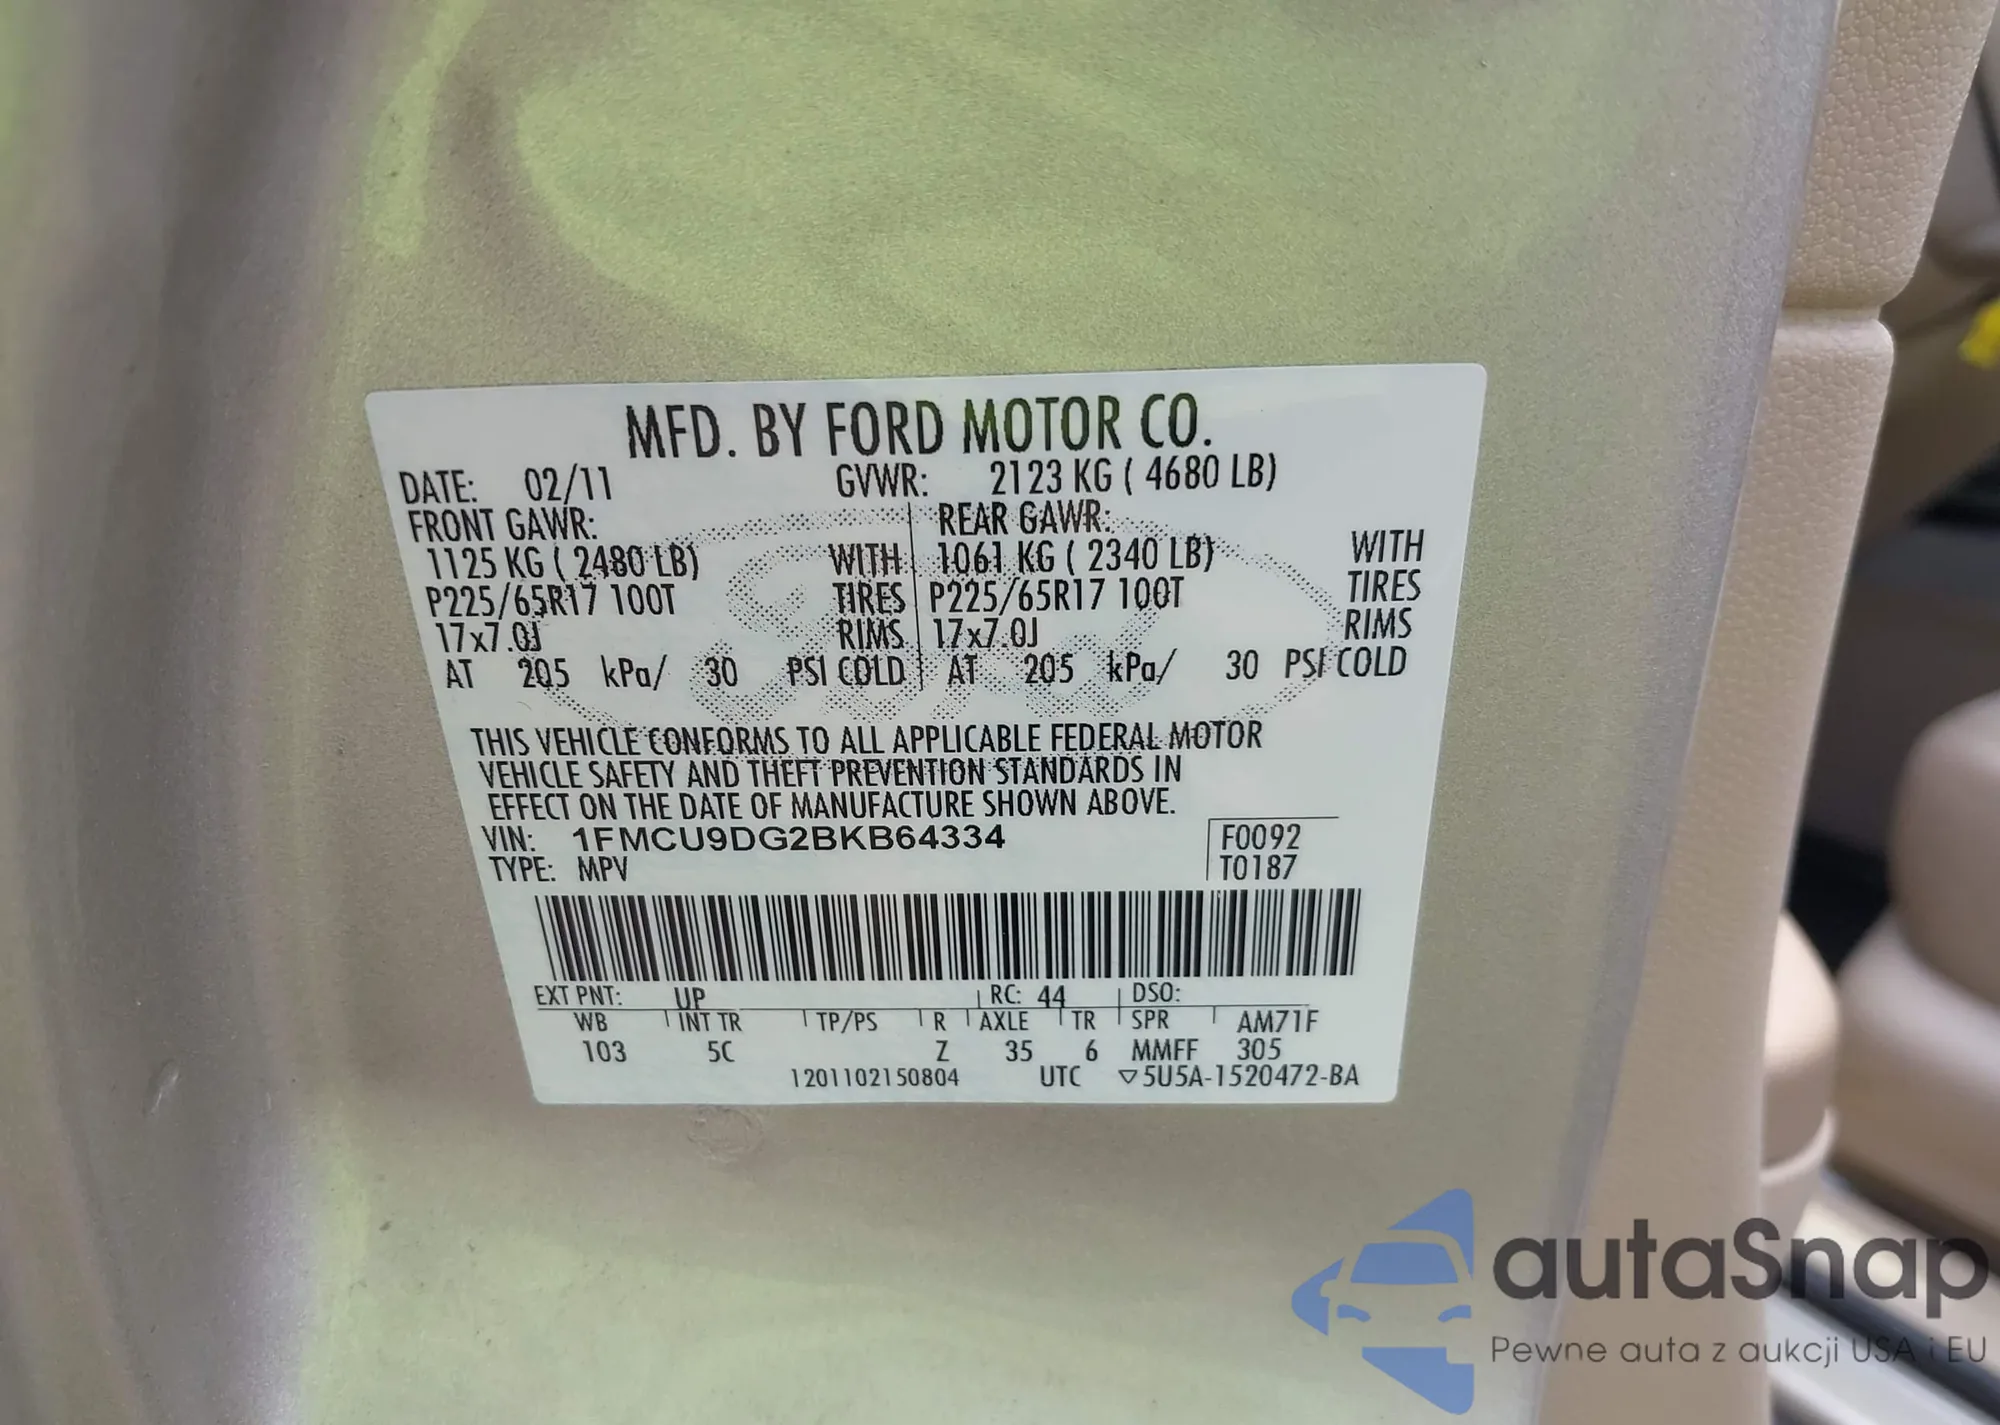 MFD. BY FORD MOTOR CO.
DATE: 02/11 GVWR: 2123 KG ( 4680 LB)
FRONT GAWR: REAR GAWR:
1125 KG ( 2480 LB) WITH 1061 KG ( 2340 LB) WITH
P225/65R17 100T TIRES P225/65R17 100T TIRES
17x7.0J RIMS 17x7.0J RIMS
AT 205 kPa/ 30 PSI COLD AT 205 kPa/ 30 PSI COLD
THIS VEHICLE CONFORMS TO ALL APPLICABLE FEDERAL MOTOR
VEHICLE SAFETY AND THEFT PREVENTION STANDARDS IN
EFFECT ON THE DATE OF MANUFACTURE SHOWN ABOVE.
VIN: 1FMCU9DG2BKB64334 F0092
TYPE: MPV T0187
EXT PNT: UP RC: 44 DSO:
WB INT TR TP/PS R AXLE TR SPR AM71F
103 5C Z 35 6 MMFF 305
1201102150804 UTC ▽5U5A-1520472-BA
autaSnap
Pewne auta z aukcji USA i EU